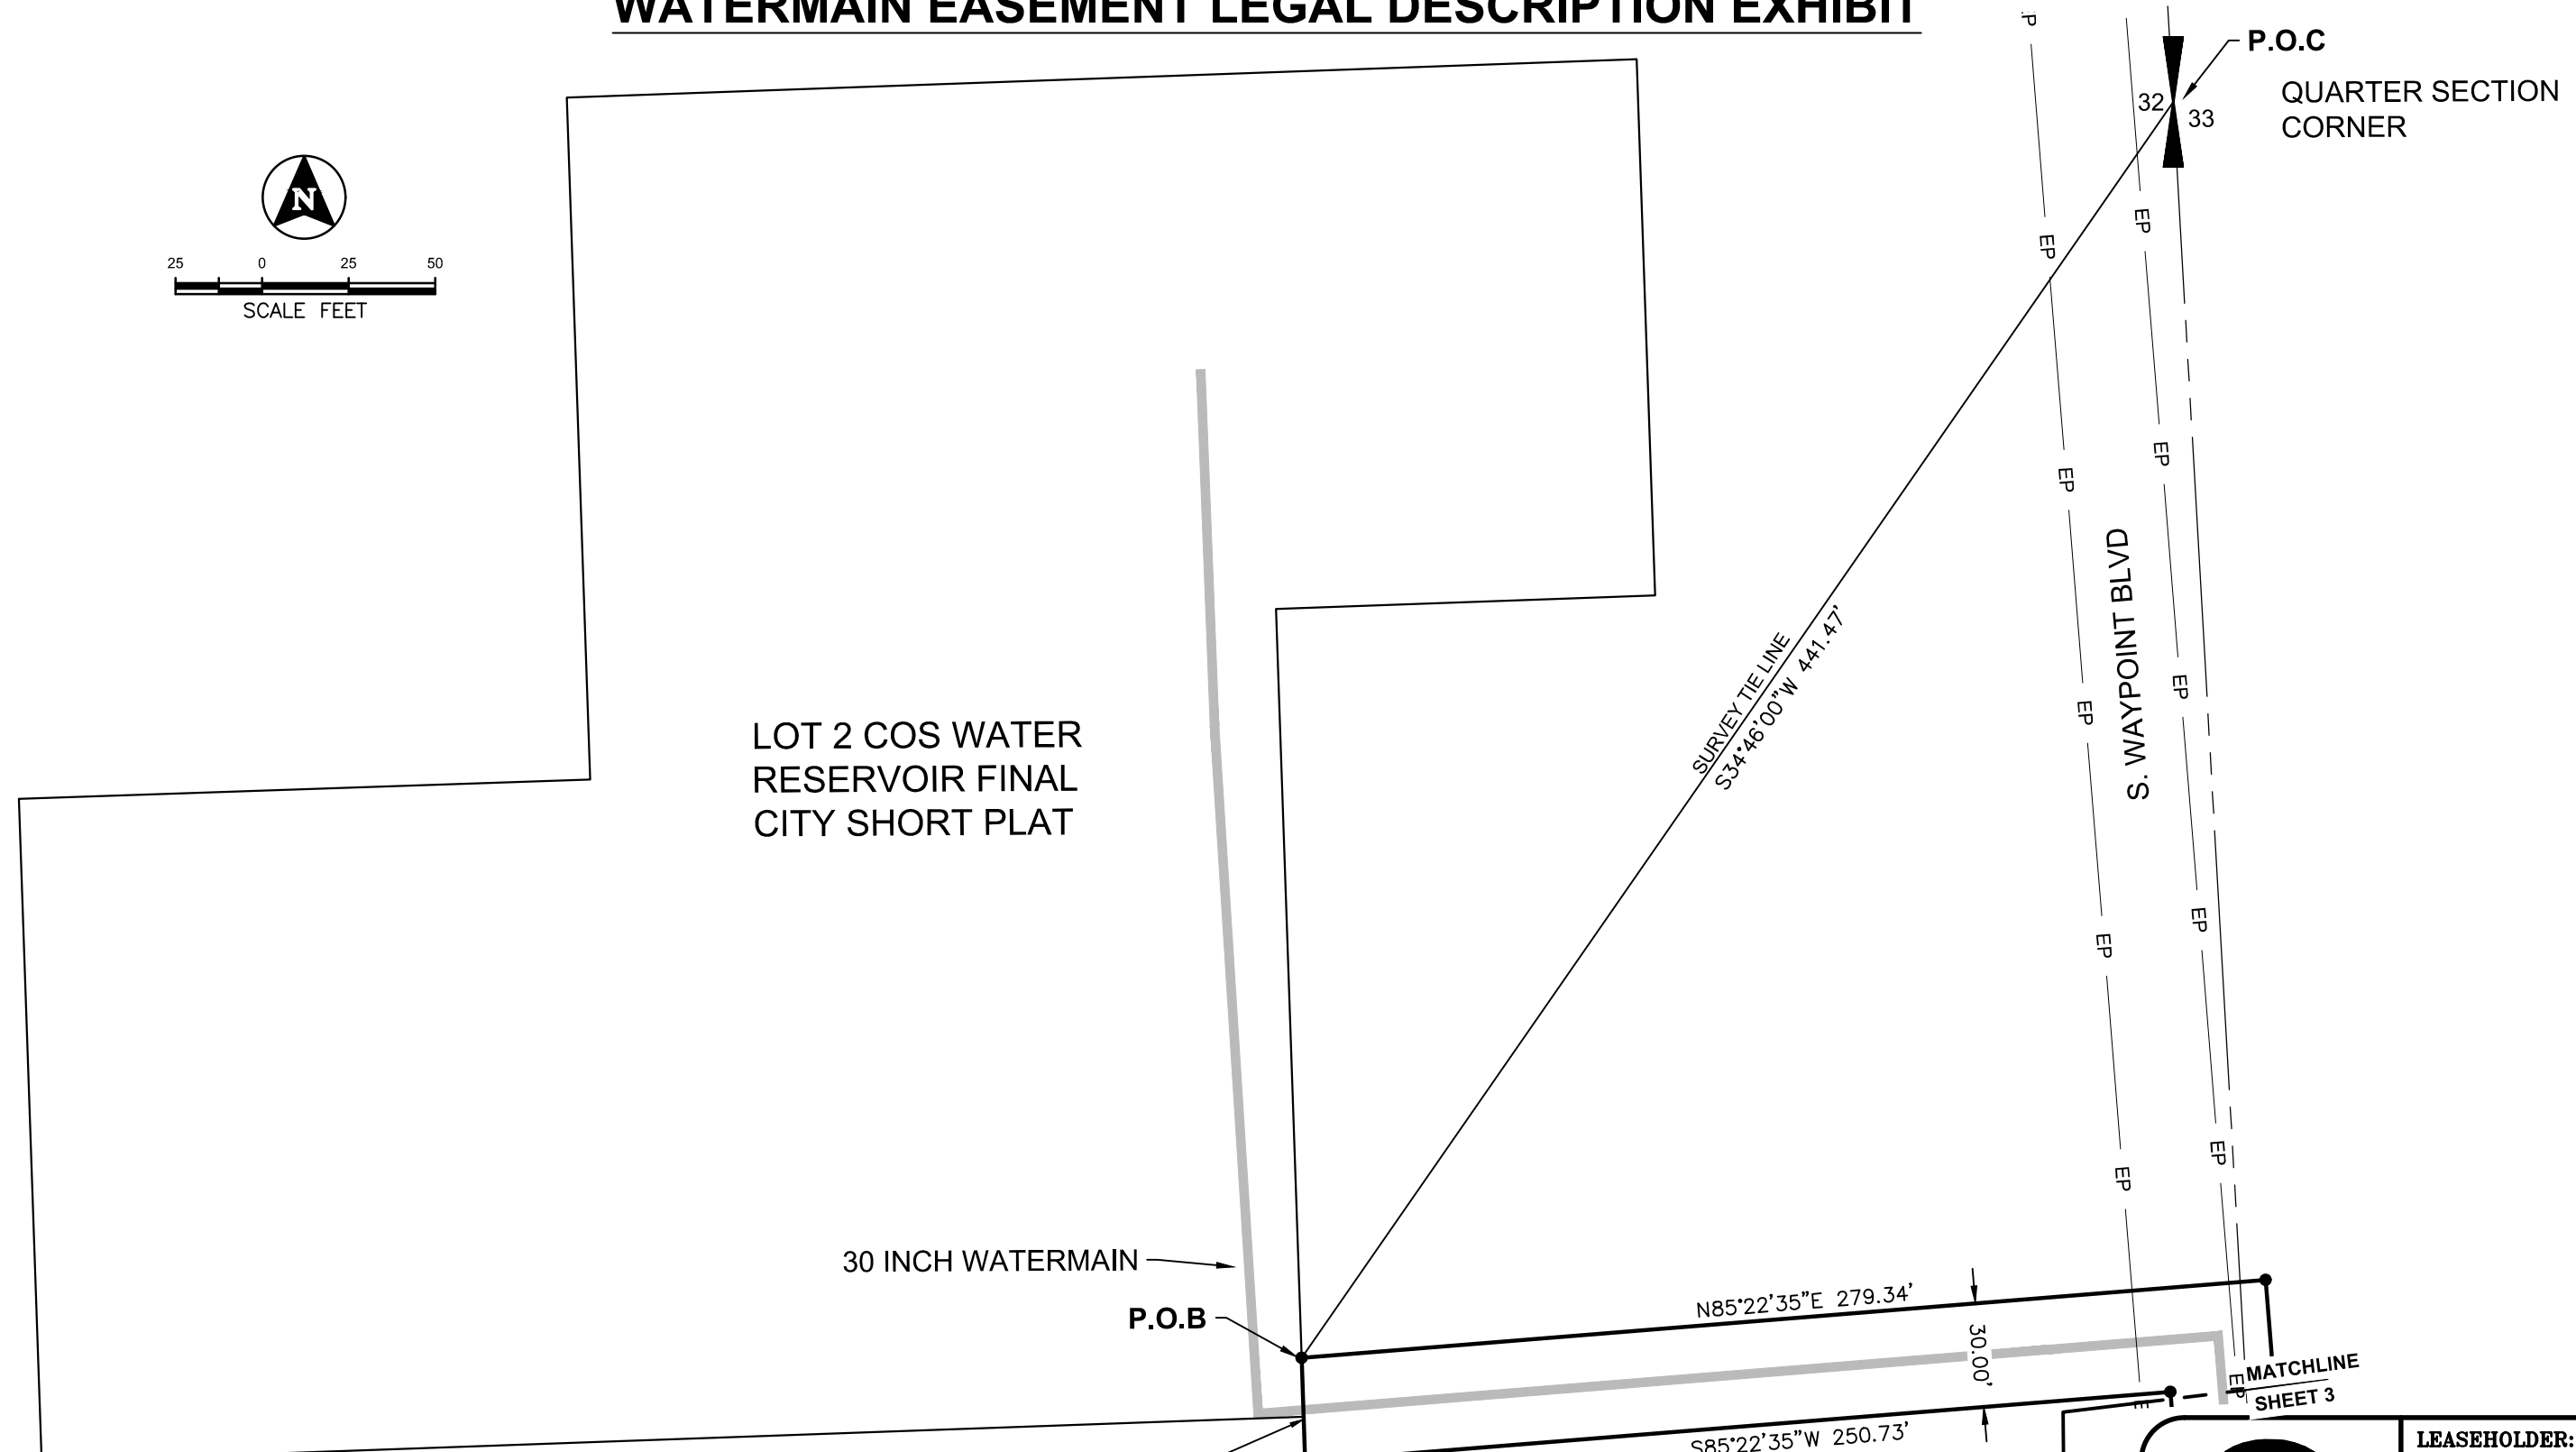 WATERMAIN EASEMENT LEGAL DESCRIPTION EXHIBIT
P.O.C
QUARTER SECTION
CORNER
32
33
N
25 0 25 50
SCALE FEET
EP
EP
EP
EP
EP
EP
EP
EP
EP
EP
EP
EP
S. WAYPOINT BLVD
SURVEY TIE LINE
S34°46'00"W 441.47'
LOT 2 COS WATER
RESERVOIR FINAL
CITY SHORT PLAT
30 INCH WATERMAIN
P.O.B
N85°22'35"E 279.34'
30.00'
S85°22'35"W 250.73'
MATCHLINE
SHEET 3
LEASEHOLDER: